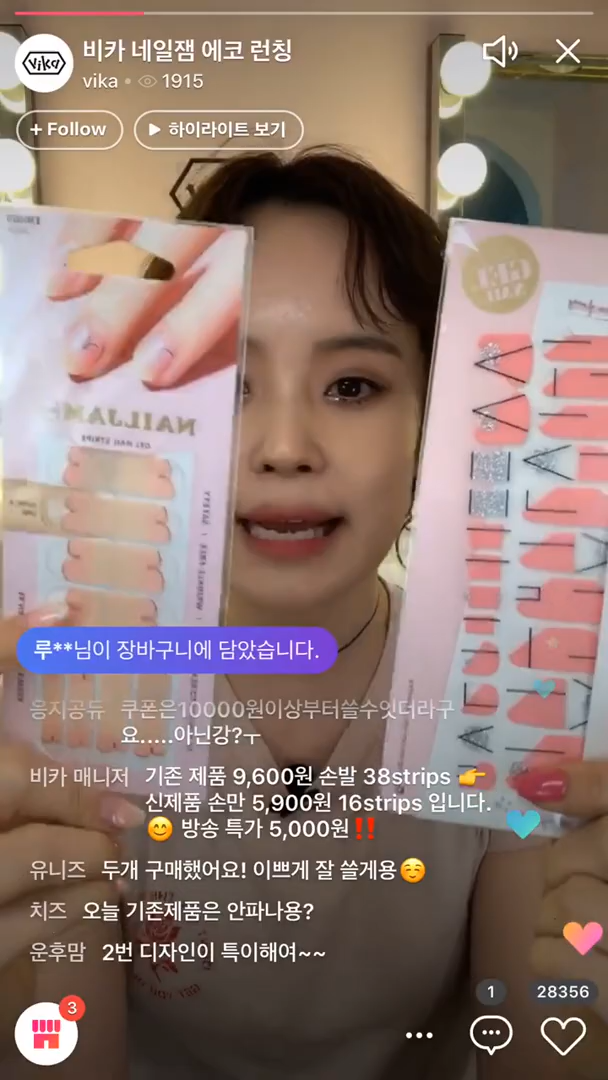 비카 네일잼 에코 런칭
vika • 1915
+ Follow
하이라이트 보기
NAILJAM
GEL NAIL STRIPS
루**님이 장바구니에 담았습니다.
응지공듀 쿠폰은10000원이상부터쓸수잇더라구
요.....아닌강?ㅜ
비카 매니저 기존 제품 9,600원 손발 38strips 👉
신제품 손만 5,900원 16strips 입니다.
😊 방송 특가 5,000원‼️
유니즈 두개 구매했어요! 이쁘게 잘 쓸게용☺️
치즈 오늘 기존제품은 안파나용?
운후맘 2번 디자인이 특이해여~~
3
1
28356